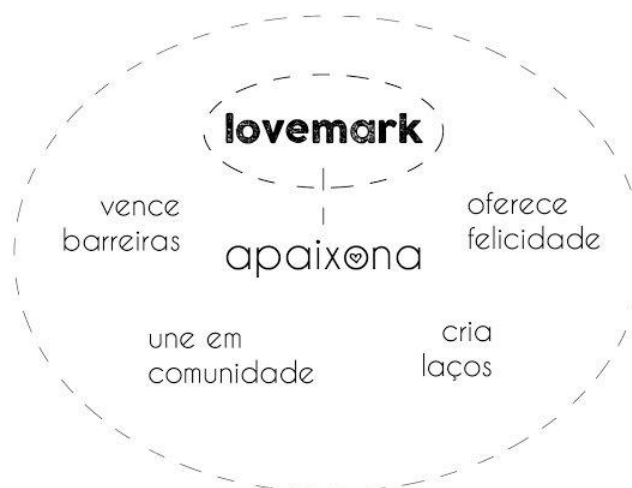 lovemark
vence
barreiras
oferece
felicidade
apaixona
une em
comunidade
cria
laços